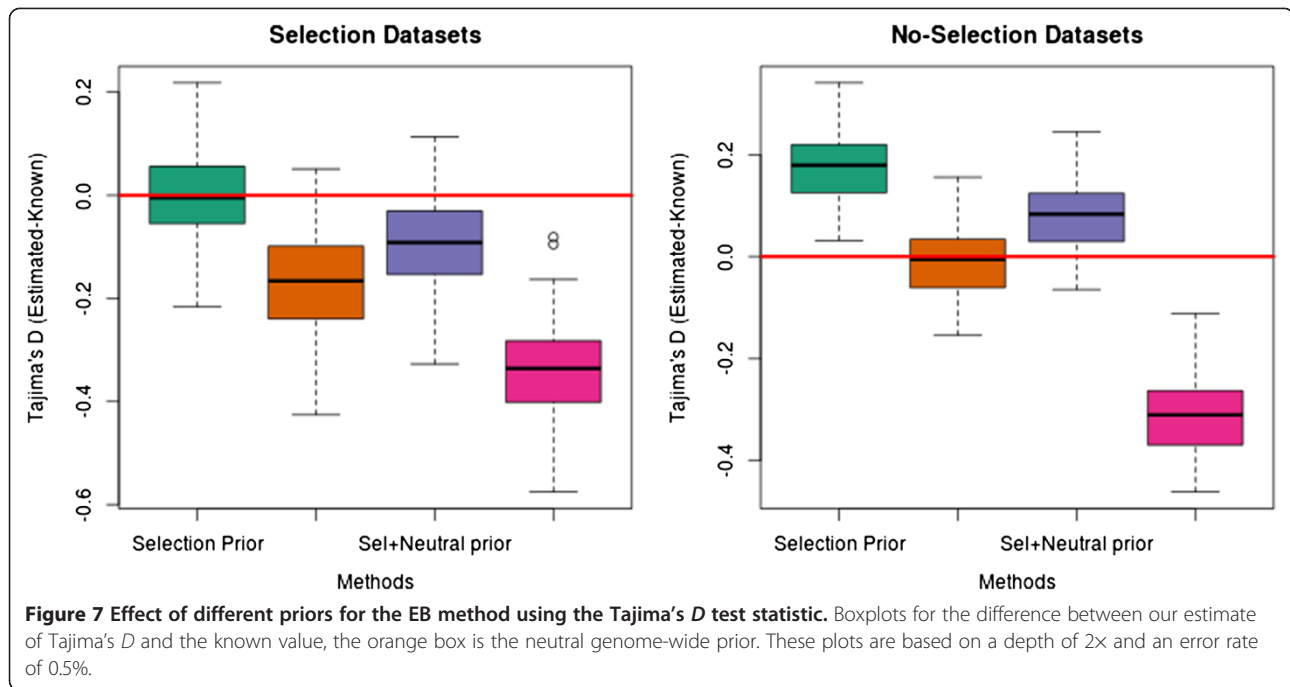 Selection Datasets
0.2
0.0
-0.2
-0.4
-0.6
Tajima's D (Estimated-Known)
Selection Prior
Sel+Neutral prior
Methods
No-Selection Datasets
0.2
0.0
-0.2
-0.4
Tajima's D (Estimated-Known)
Selection Prior
Sel+Neutral prior
Methods
Figure 7 Effect of different priors for the EB method using the Tajima's D test statistic. Boxplots for the difference between our estimate
of Tajima's D and the known value, the orange box is the neutral genome-wide prior. These plots are based on a depth of 2× and an error rate
of 0.5%.